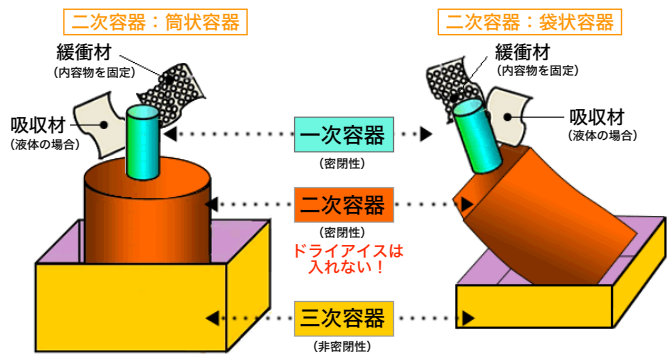 二次容器：筒状容器
二次容器：袋状容器
緩衝材
（内容物を固定）
緩衝材
（内容物を固定）
吸収材
（液体の場合）
吸収材
（液体の場合）
一次容器
（密閉性）
二次容器
（密閉性）
ドライアイスは
入れない！
三次容器
（非密閉性）